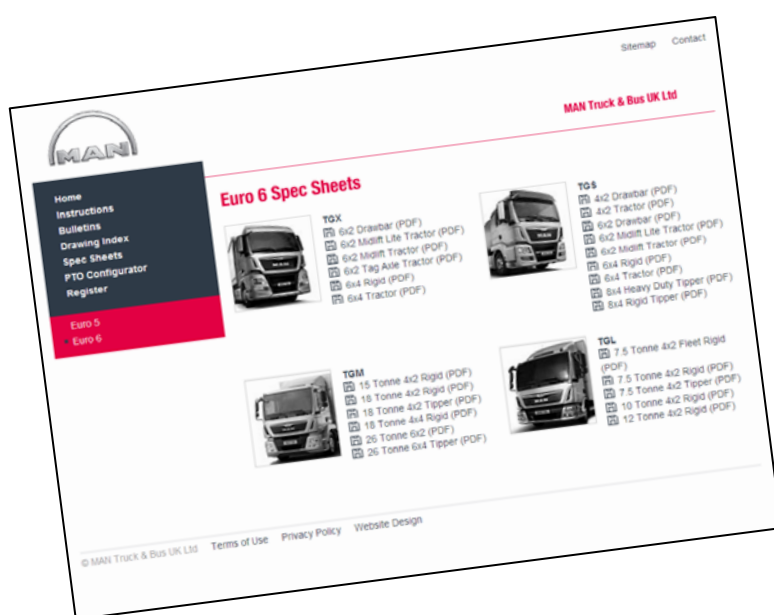 Sitemap Contact
MAN
MAN Truck & Bus UK Ltd
Home
Instructions
Bulletins
Drawing Index
Spec Sheets
PTO Configurator
Register
Euro 5
Euro 6
Euro 6 Spec Sheets
TGX
6x2 Drawbar (PDF)
6x2 Midlift Lite Tractor (PDF)
6x2 Midlift Tractor (PDF)
6x2 Tag Axle Tractor (PDF)
6x4 Rigid (PDF)
6x4 Tractor (PDF)
TGS
4x2 Drawbar (PDF)
4x2 Tractor (PDF)
6x2 Drawbar (PDF)
6x2 Midlift Lite Tractor (PDF)
6x2 Midlift Tractor (PDF)
6x4 Rigid (PDF)
6x4 Tractor (PDF)
8x4 Heavy Duty Tipper (PDF)
8x4 Rigid Tipper (PDF)
TGM
15 Tonne 4x2 Rigid (PDF)
18 Tonne 4x2 Rigid (PDF)
18 Tonne 4x2 Tipper (PDF)
18 Tonne 4x4 Rigid (PDF)
26 Tonne 6x2 (PDF)
26 Tonne 6x4 Tipper (PDF)
TGL
7.5 Tonne 4x2 Fleet Rigid
(PDF)
7.5 Tonne 4x2 Rigid (PDF)
7.5 Tonne 4x2 Tipper (PDF)
10 Tonne 4x2 Rigid (PDF)
12 Tonne 4x2 Rigid (PDF)
© MAN Truck & Bus UK Ltd Terms of Use Privacy Policy Website Design